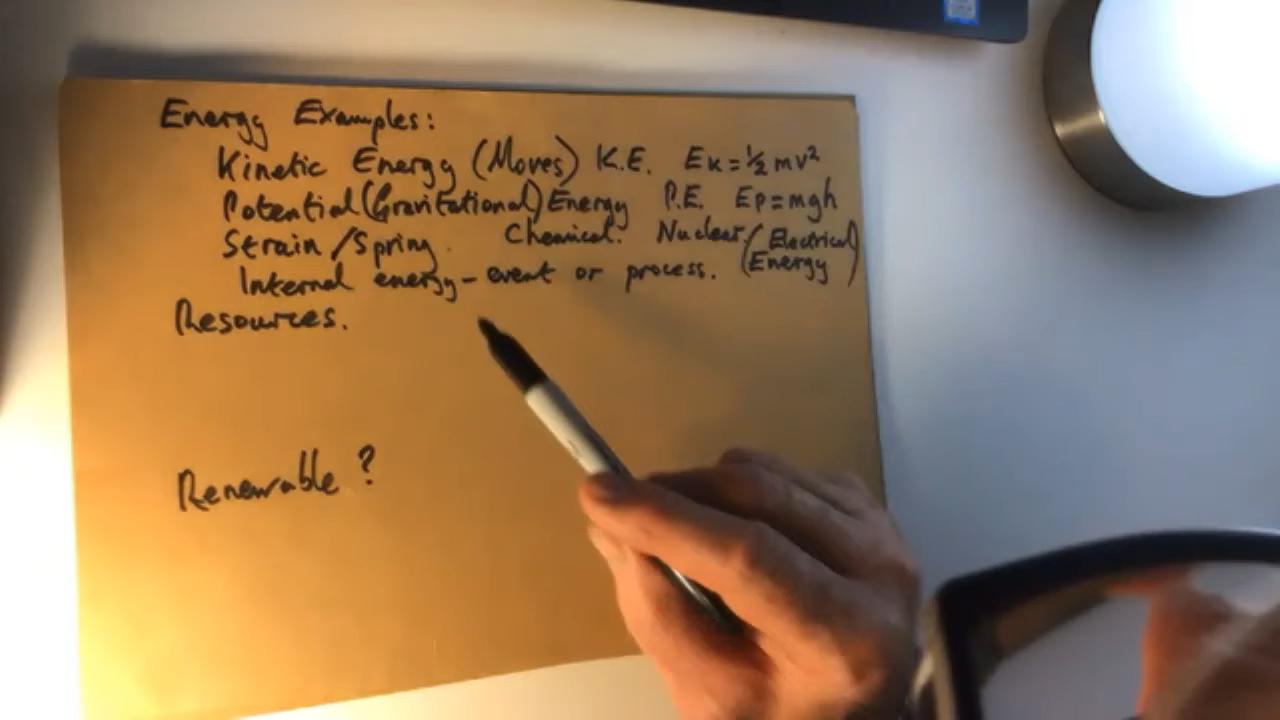 Energy Examples:
Kinetic Energy (Moves) K.E. Ek=½mv²
Potential (Gravitational) Energy P.E. Ep=mgh
Strain/Spring. Chemical. Nuclear. (Electrical
Energy)
Internal energy - event or process.
Resources.
Renewable?